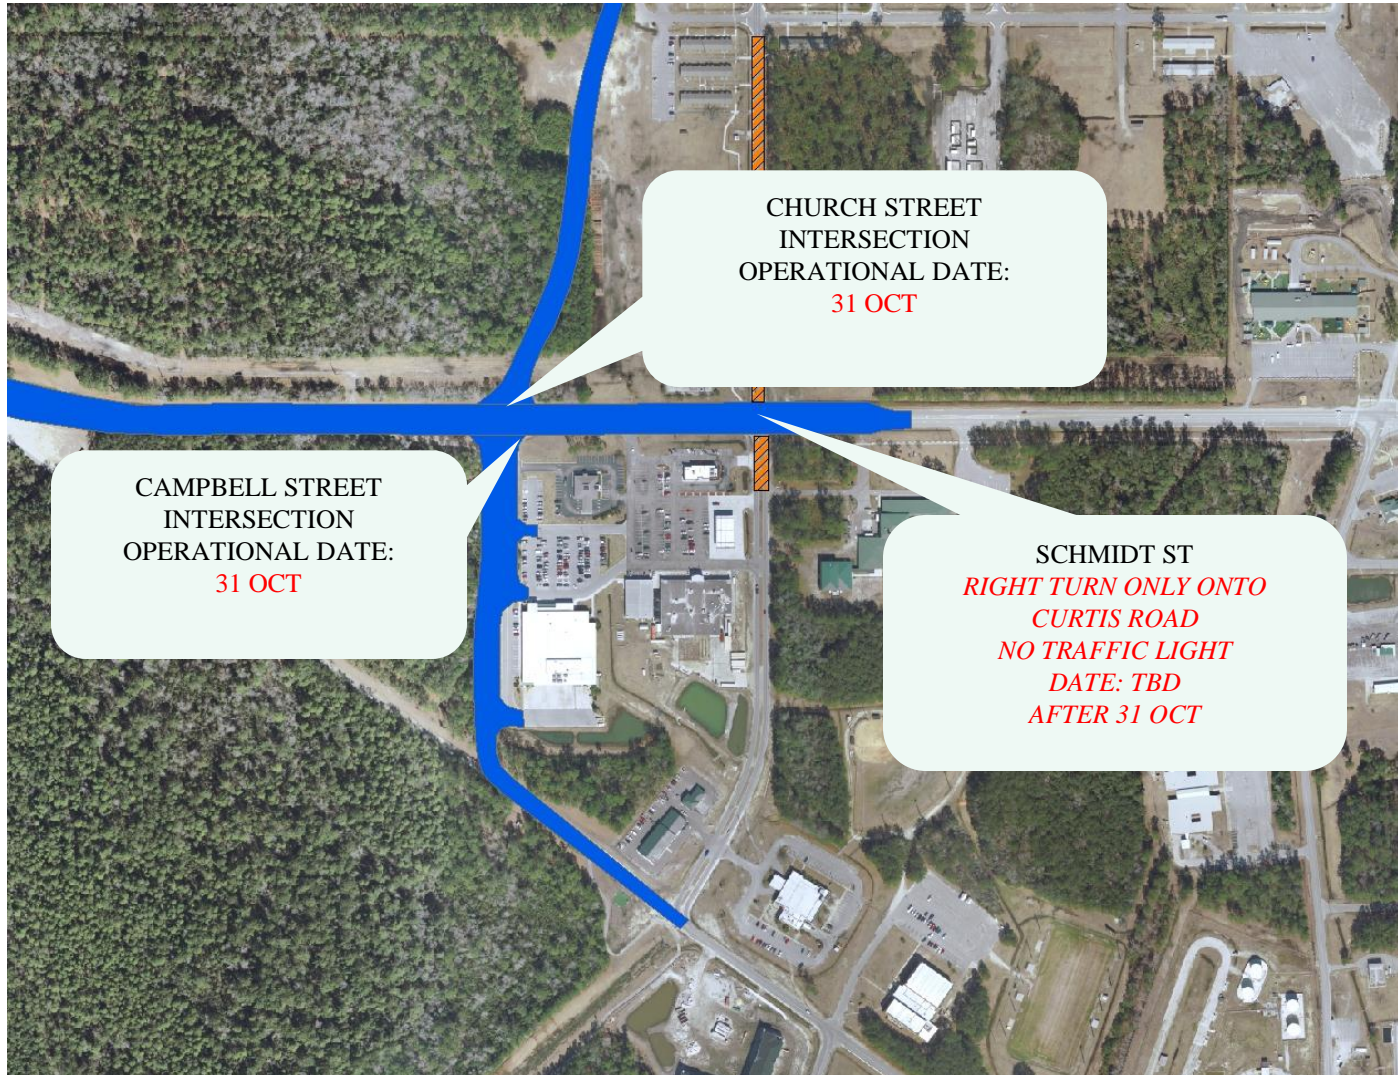 CHURCH STREET
INTERSECTION
OPERATIONAL DATE:
31 OCT
CAMPBELL STREET
INTERSECTION
OPERATIONAL DATE:
31 OCT
SCHMIDT ST
RIGHT TURN ONLY ONTO
CURTIS ROAD
NO TRAFFIC LIGHT
DATE: TBD
AFTER 31 OCT